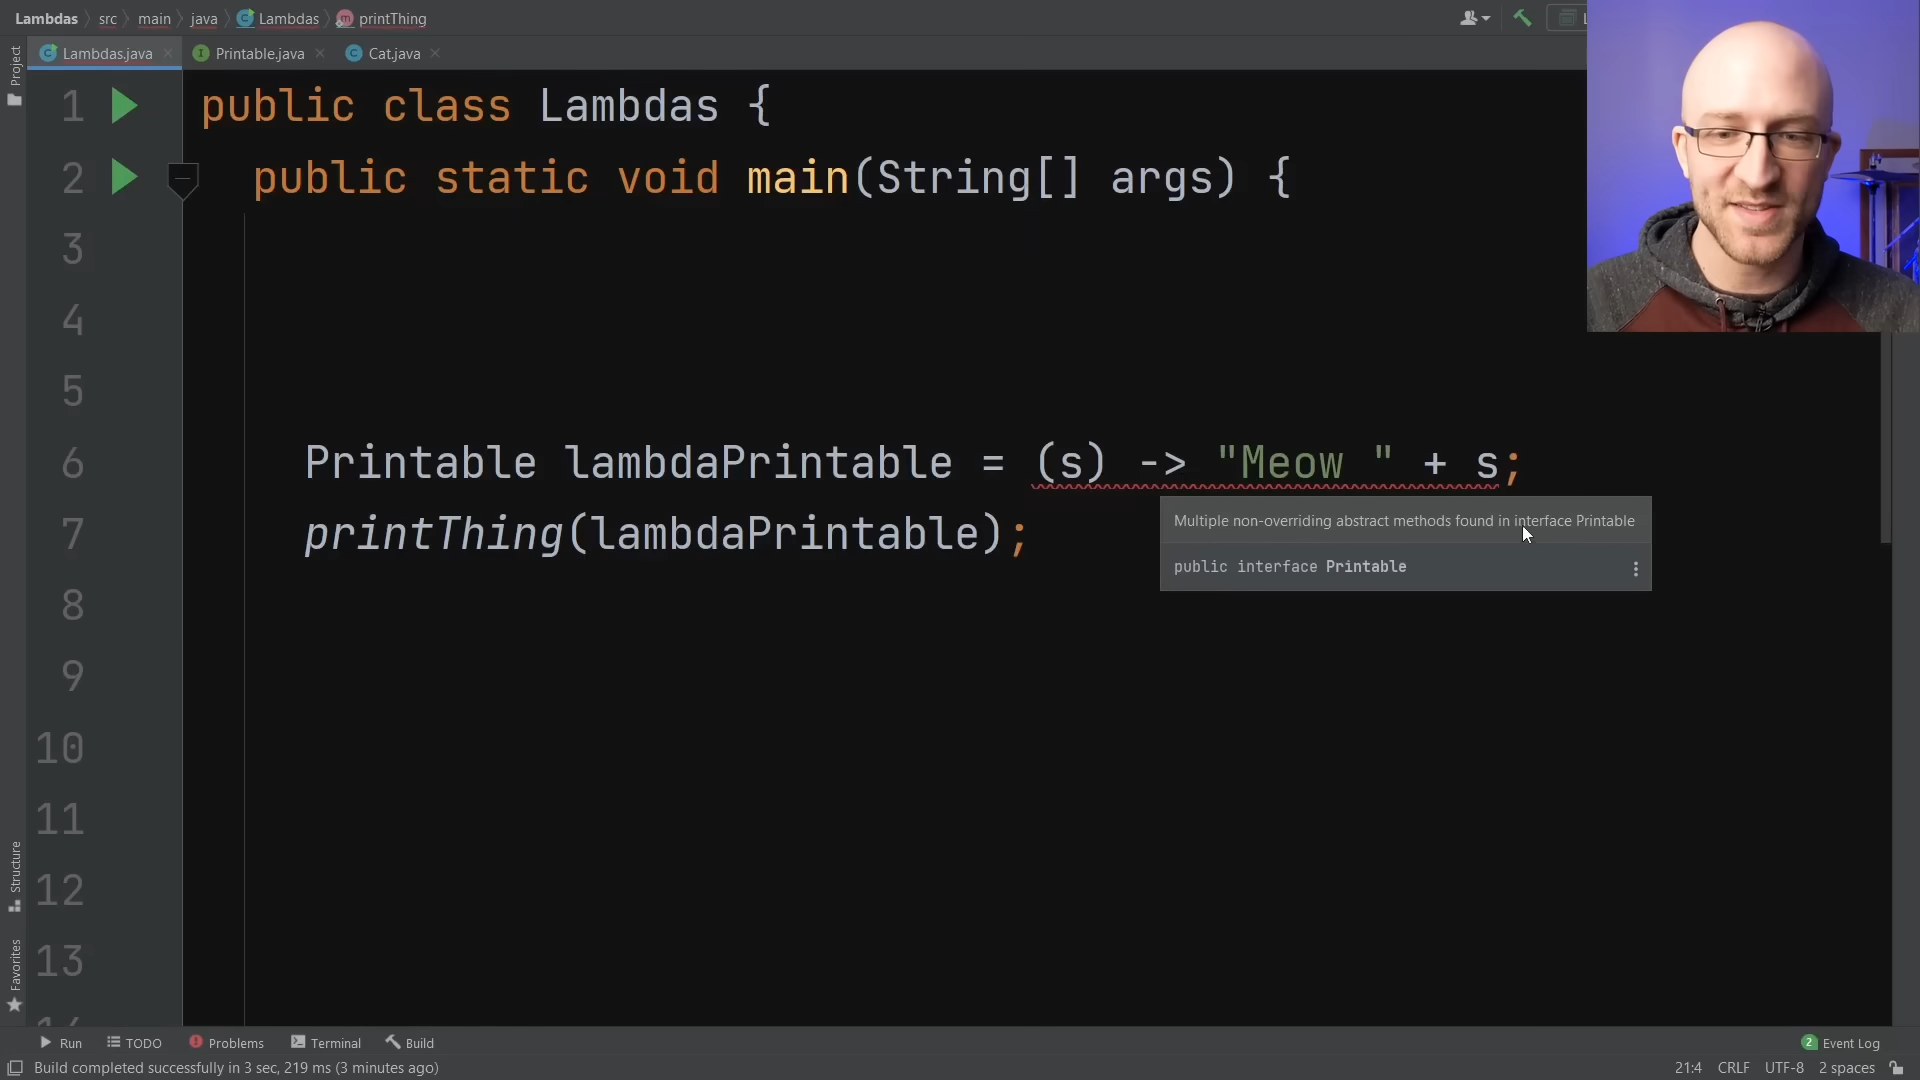 Lambdas src main java Lambdas printThing
Project
Lambdas.java Printable.java Cat.java
1 public class Lambdas {
2 public static void main(String[] args) {
3
4
5
6 Printable lambdaPrintable = (s) -> "Meow " + s;
Multiple non-overriding abstract methods found in interface Printable
7 printThing(lambdaPrintable);
public interface Printable
8
9
10
11
12
13
Structure
Favorites
Run TODO Problems Terminal Build 2 Event Log
Build completed successfully in 3 sec, 219 ms (3 minutes ago) 21:4 CRLF UTF-8 2 spaces